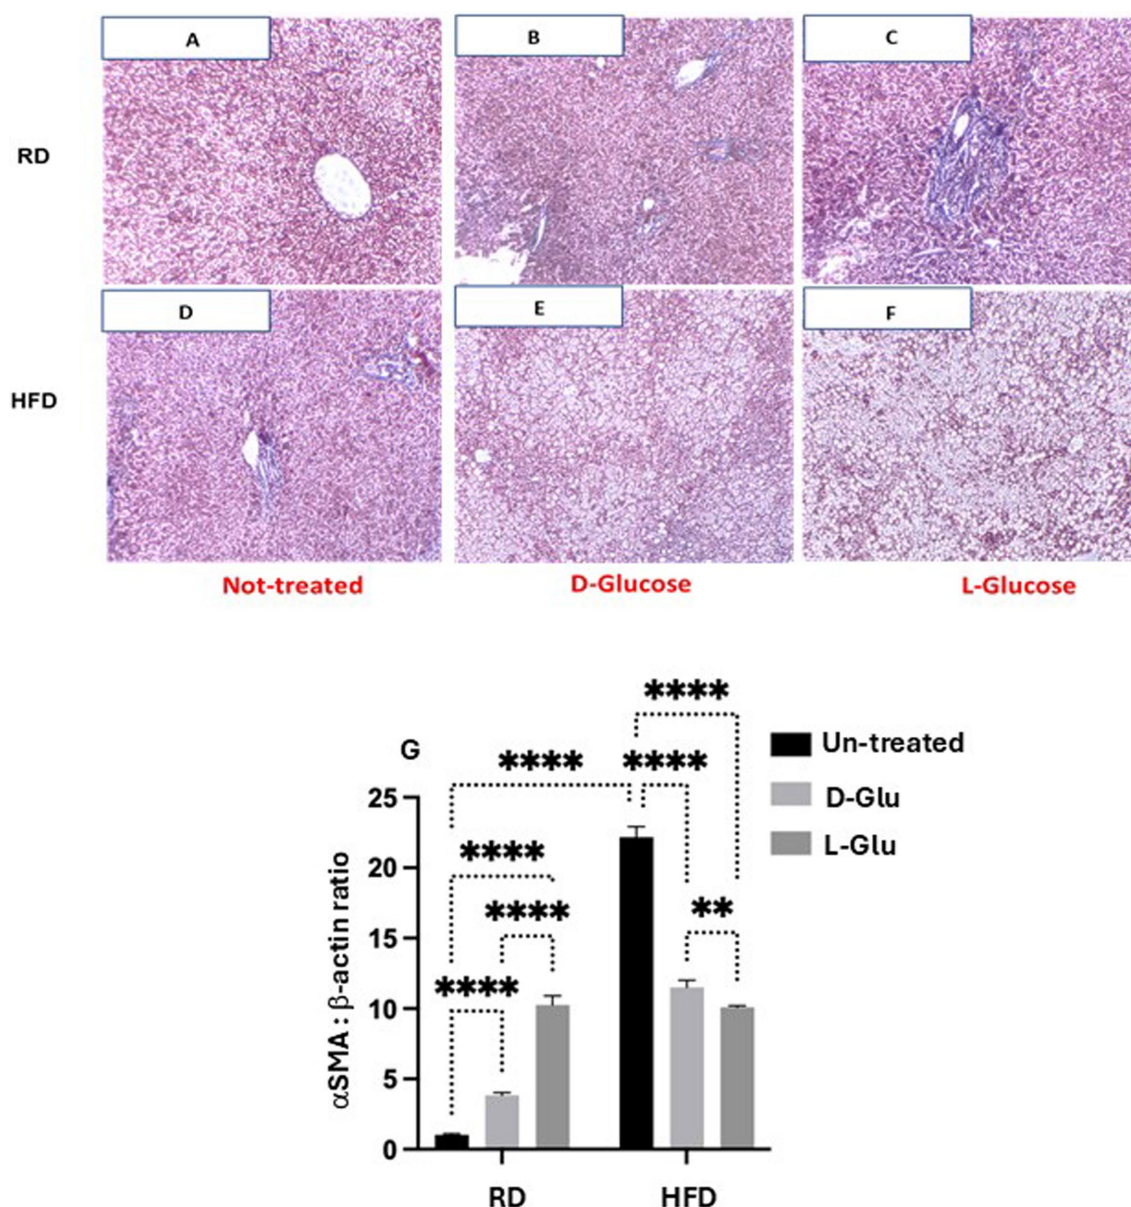 A
B
C
RD
D
E
F
HFD
Not-treated
D-Glucose
L-Glucose
G
****
****
****
****
****
****
**
Un-treated
D-Glu
L-Glu
αSMA : β-actin ratio
25
20
15
10
5
0
RD
HFD